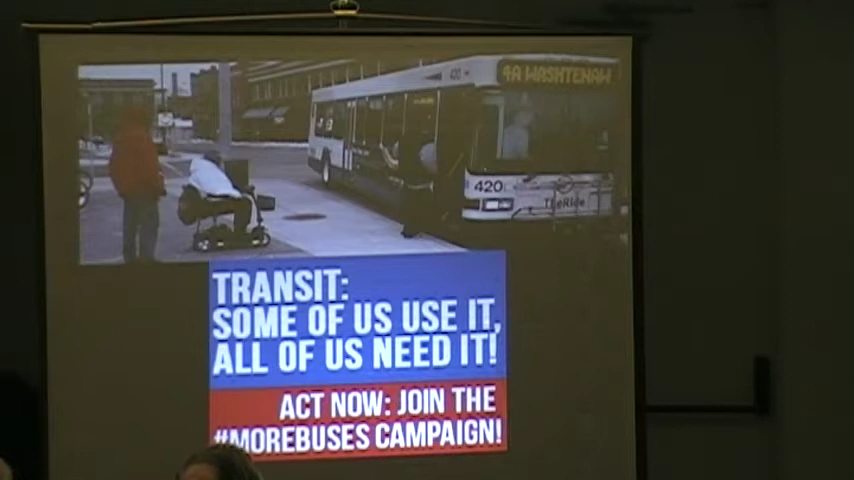 420
4A WASHTENAW
420
TheRide
TRANSIT:
SOME OF US USE IT,
ALL OF US NEED IT!
ACT NOW: JOIN THE
#MOREBUSES CAMPAIGN!